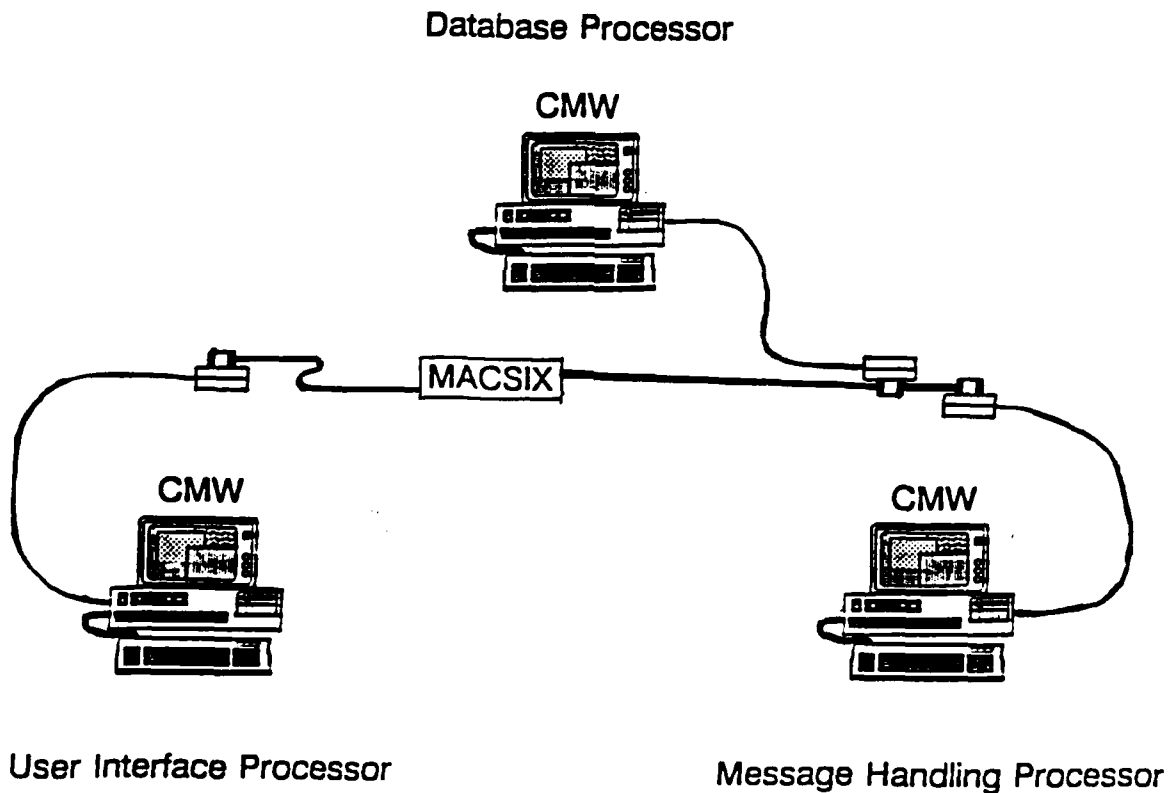 Database Processor
CMW
MACSIX
CMW
CMW
User Interface Processor
Message Handling Processor